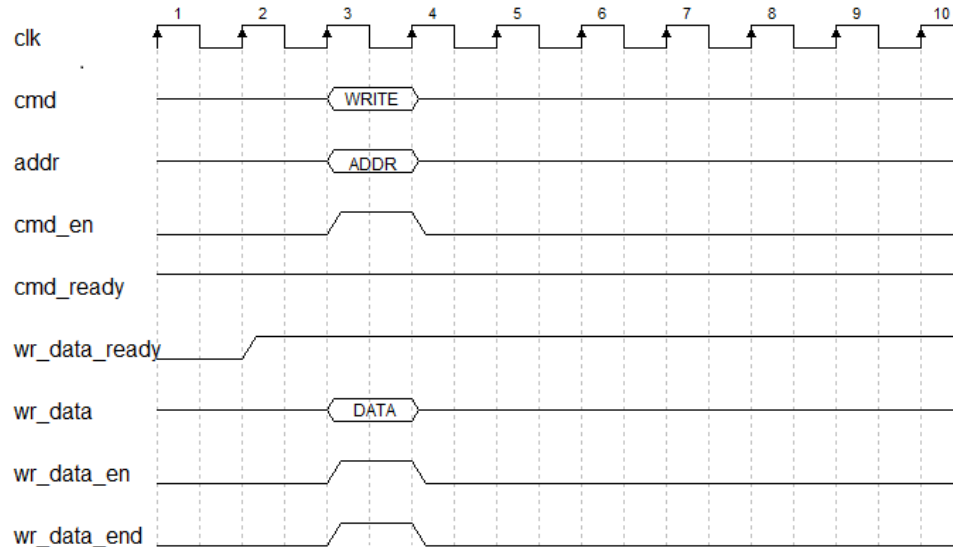 1 2 3 4 5 6 7 8 9 10
clk
cmd WRITE
addr ADDR
cmd_en
cmd_ready
wr_data_ready
wr_data DATA
wr_data_en
wr_data_end